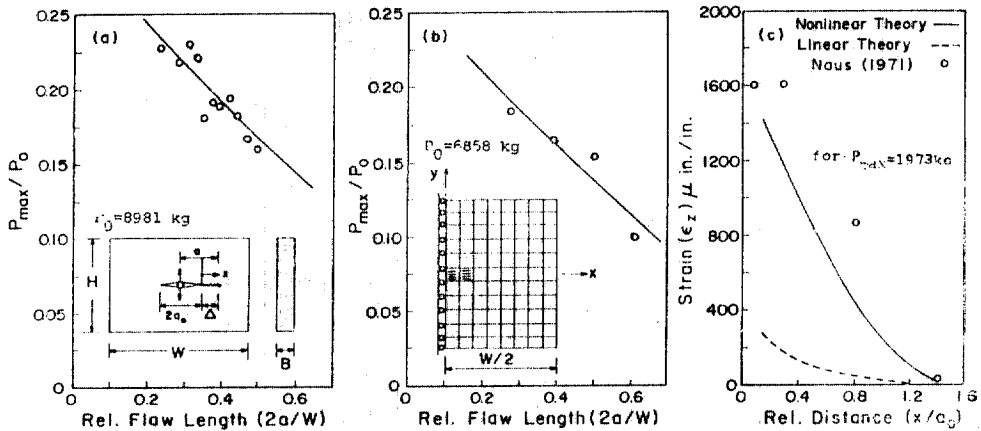 (a)
0.25
0.20
0.15
0.10
0.05
0
P_max/P_0
P_0=8981 kg
H
a
x
2a_o
Δ
W
B
0.2 0.4 0.6
Rel. Flaw Length (2a/W)
(b)
0.25
0.20
0.15
0.10
0.05
0
P_max/P_0
P_0=6858 kg
y
x
W/2
0.2 0.4 0.6
Rel. Flaw Length (2a/W)
(c)
Nonlinear Theory
Linear Theory
Naus (1971)
for P_max=1973kg
2000
1600
1200
800
400
0
Strain (ϵ_z) μ in./in.
0 0.4 0.8 1.2 1.6
Rel. Distance (x/a_0)